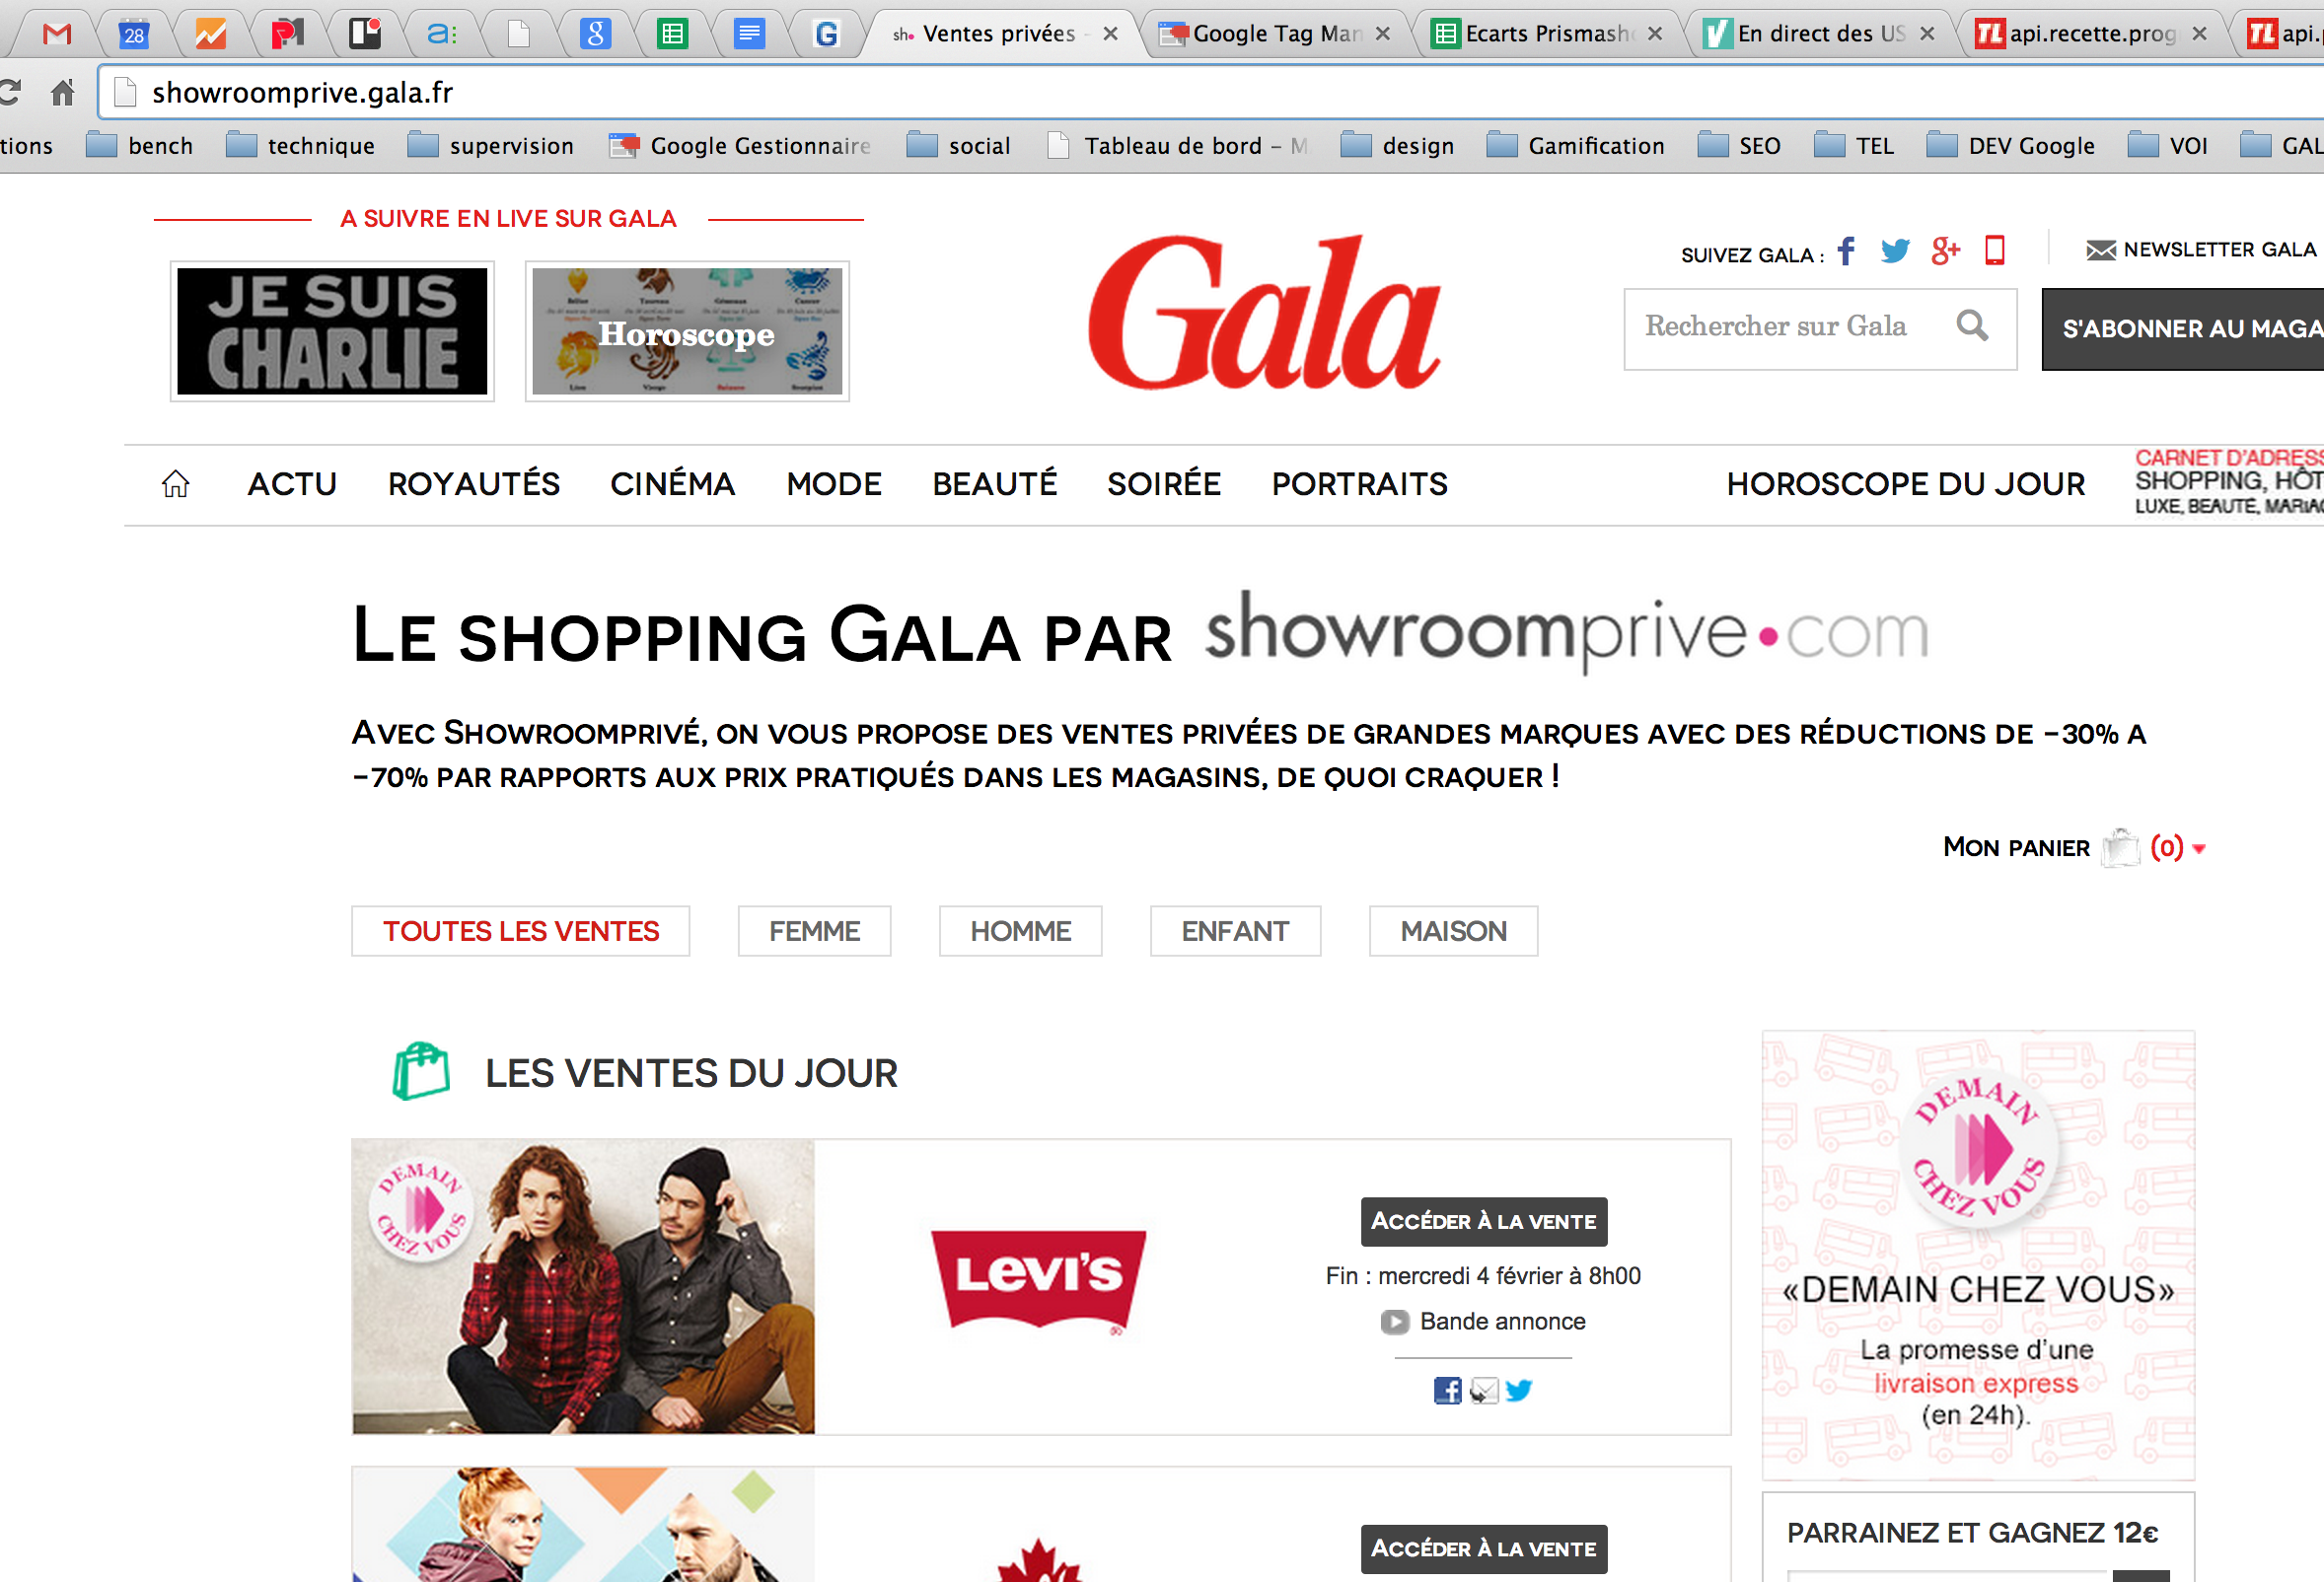 28
sh• Ventes privées -
Google Tag Man
Ecarts Prismash
En direct des US
api.recette.prog
api.
showroomprive.gala.fr
tions bench technique supervision Google Gestionnaire social Tableau de bord – M design Gamification SEO TEL DEV Google VOI GAL
A SUIVRE EN LIVE SUR GALA
JE SUIS
CHARLIE
Horoscope
Gala
SUIVEZ GALA :
NEWSLETTER GALA
Rechercher sur Gala
S'ABONNER AU MAGA
ACTU ROYAUTÉS CINÉMA MODE BEAUTÉ SOIRÉE PORTRAITS HOROSCOPE DU JOUR
CARNET D'ADRESS
SHOPPING, HÔT
LUXE, BEAUTÉ, MARIAG
LE SHOPPING GALA PAR showroomprive•com
AVEC SHOWROOMPRIVÉ, ON VOUS PROPOSE DES VENTES PRIVÉES DE GRANDES MARQUES AVEC DES RÉDUCTIONS DE -30% A
-70% PAR RAPPORTS AUX PRIX PRATIQUÉS DANS LES MAGASINS, DE QUOI CRAQUER !
MON PANIER (0)
TOUTES LES VENTES FEMME HOMME ENFANT MAISON
LES VENTES DU JOUR
DEMAIN
CHEZ VOUS
LEVI'S
®
ACCÉDER À LA VENTE
Fin : mercredi 4 février à 8h00
Bande annonce
DEMAIN
CHEZ VOUS
«DEMAIN CHEZ VOUS»
La promesse d'une
livraison express
(en 24h).
ACCÉDER À LA VENTE
PARRAINEZ ET GAGNEZ 12€